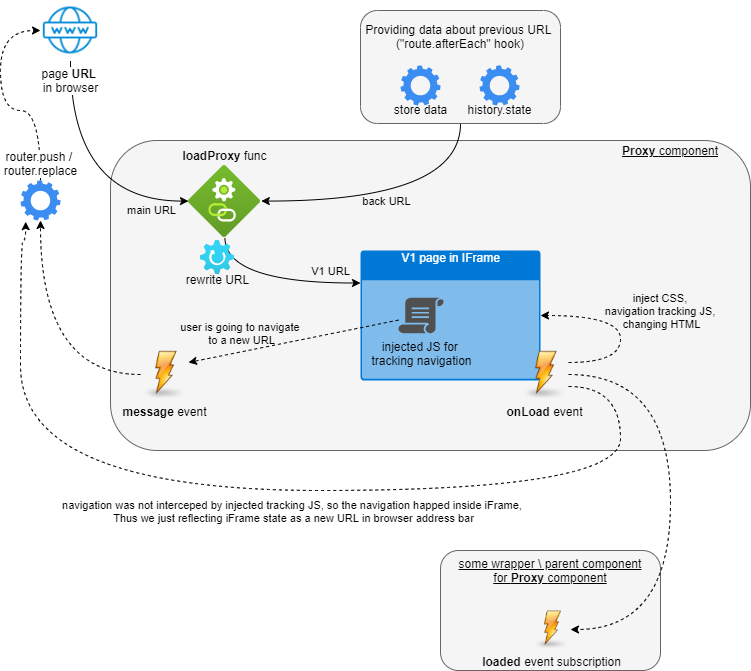 WWW
page URL
in browser
Providing data about previous URL
("route.afterEach" hook)
store data
history.state
router.push /
router.replace
loadProxy func
Proxy component
main URL
back URL
rewrite URL
V1 URL
V1 page in IFrame
inject CSS,
navigation tracking JS,
changing HTML
user is going to navigate
to a new URL
injected JS for
tracking navigation
message event
onLoad event
navigation was not interceped by injected tracking JS, so the navigation happed inside iFrame,
Thus we just reflecting iFrame state as a new URL in browser address bar
some wrapper \ parent component
for Proxy component
loaded event subscription